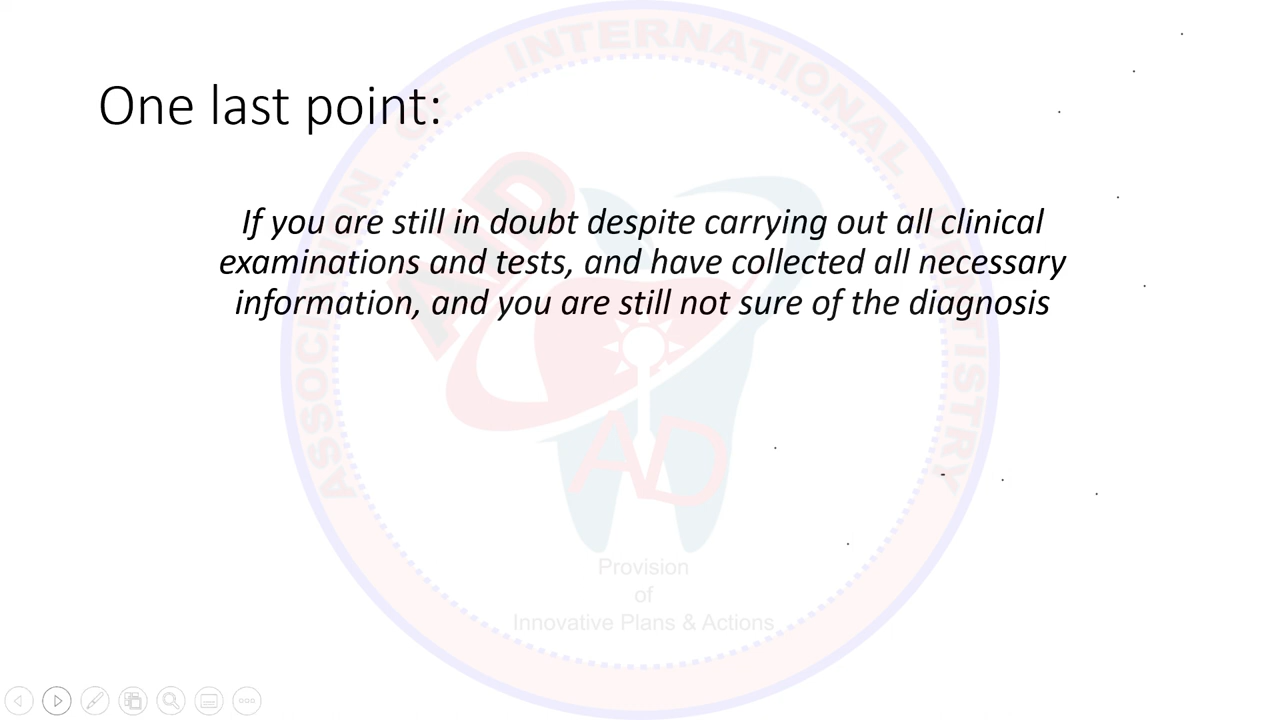 One last point:
If you are still in doubt despite carrying out all clinical
examinations and tests, and have collected all necessary
information, and you are still not sure of the diagnosis
ASSOCIATION OF INTERNATIONAL DENTISTRY
AID
AD
Provision
of
Innovative Plans & Actions